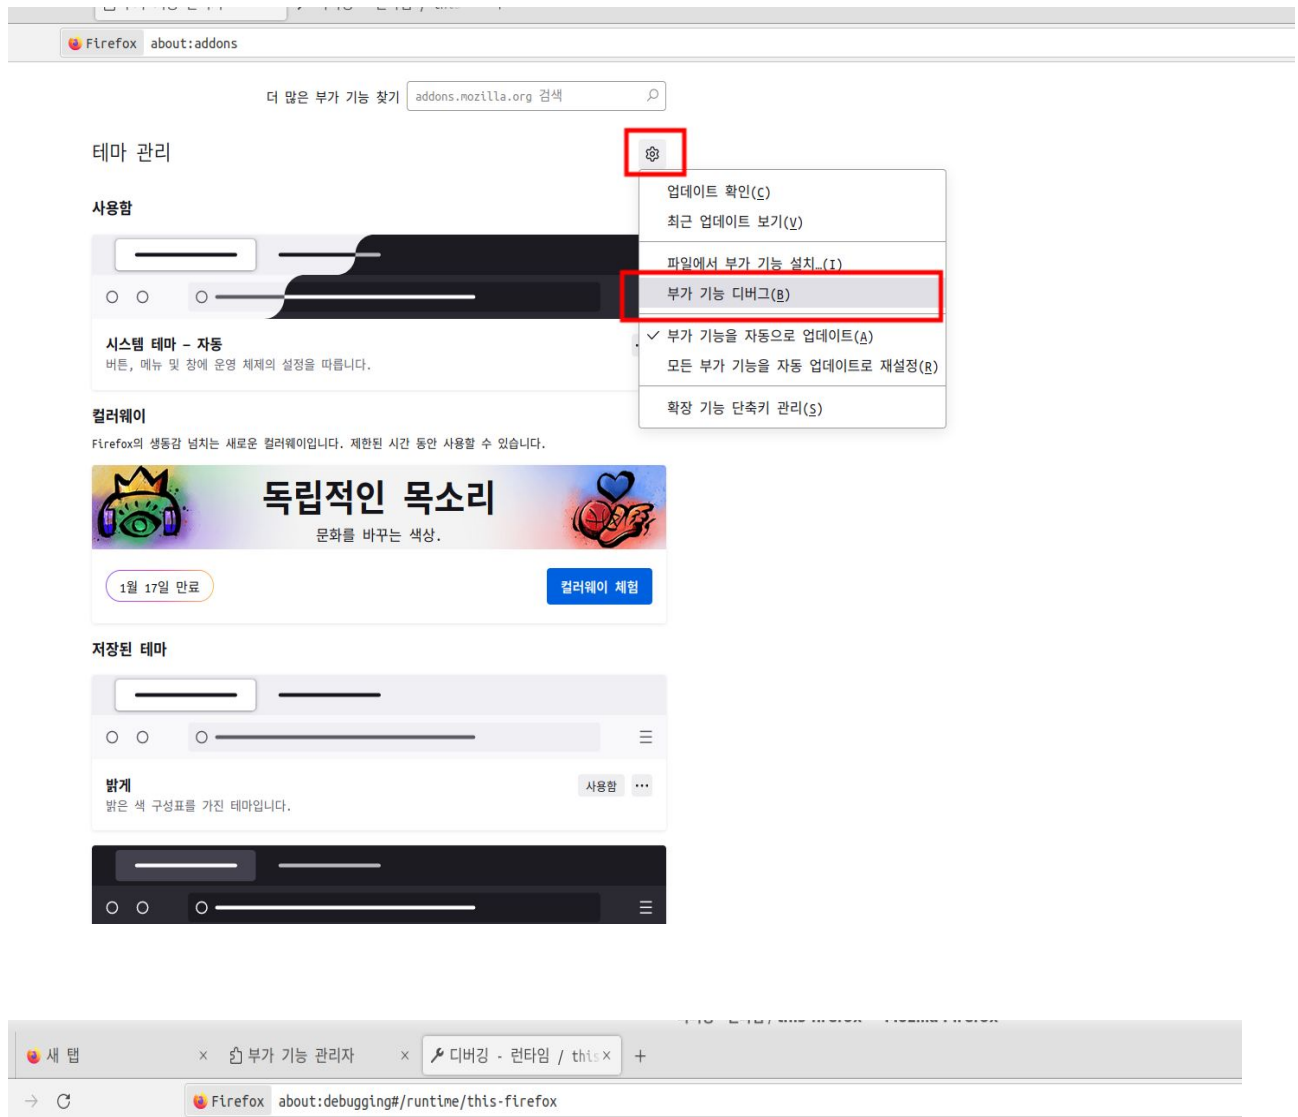 Firefox about:addons
더 많은 부가 기능 찾기 addons.mozilla.org 검색
테마 관리
업데이트 확인(C)
최근 업데이트 보기(V)
파일에서 부가 기능 설치…(I)
부가 기능 디버그(B)
부가 기능을 자동으로 업데이트(A)
모든 부가 기능을 자동 업데이트로 재설정(R)
확장 기능 단축키 관리(S)
사용함
시스템 테마 – 자동
버튼, 메뉴 및 창에 운영 체제의 설정을 따릅니다.
컬러웨이
Firefox의 생동감 넘치는 새로운 컬러웨이입니다. 제한된 시간 동안 사용할 수 있습니다.
독립적인 목소리
문화를 바꾸는 색상.
1월 17일 만료
컬러웨이 체험
저장된 테마
밝게
사용함
밝은 색 구성표를 가진 테마입니다.
새 탭
부가 기능 관리자
디버깅 - 런타임 / this
Firefox about:debugging#/runtime/this-firefox